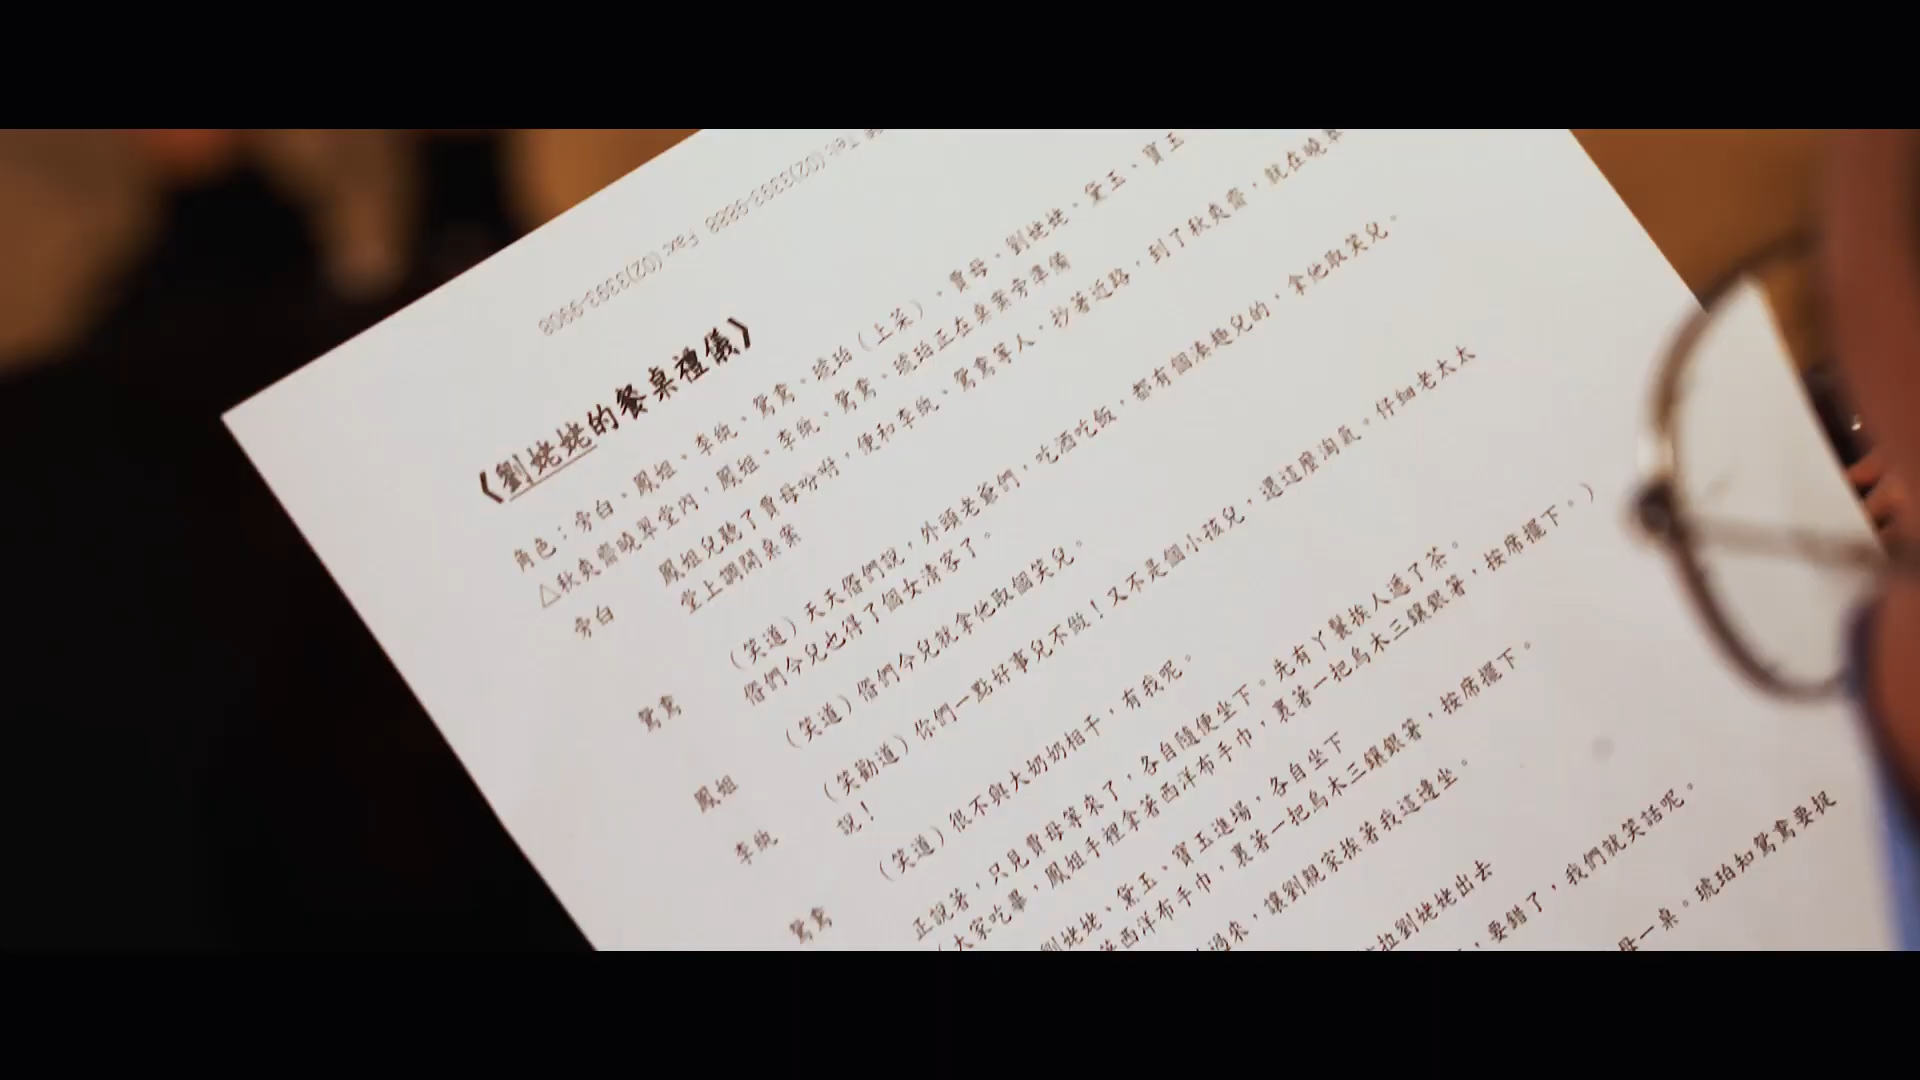 Fax: (02)3393-9908
《劉姥姥的餐桌禮儀》
角色：旁白、鳳姐、李紈、鴛鴦、琥珀（上菜）、賈母、劉姥姥、黛玉、寶玉
△秋爽齋曉翠堂內，鳳姐、李紈、鴛鴦、琥珀正在桌案旁準備
旁白 鳳姐兒聽了賈母吩咐，便和李紈、鴛鴦等人，抄著近路，到了秋爽齋，就在曉翠
堂上調開桌案
鴛鴦 （笑道）天天俗們說，外頭老爺們，吃酒吃飯，都有個湊趣兒的，拿他取笑兒。
俗們今兒也得了個女清客了。
鳳姐 （笑道）俗們今兒就拿他取個笑兒。
李紈 （笑勸道）你們一點好事兒不做！又不是個小孩兒，還這麼淘氣。仔細老太太
說！
鴛鴦 （笑道）很不與大奶奶相干，有我呢。
正說著，只見賈母等來了，各自隨便坐下。先有丫鬟挨人遞了茶。
（大家吃畢，鳳姐手裡拿著西洋布手巾，裹著一把烏木三鑲銀箸，按席擺下。）
劉姥姥、黛玉、寶玉進場，各自坐下
著西洋布手巾，裹著一把烏木三鑲銀箸，按席擺下。
過來，讓劉親家挨著我這邊坐。
拉劉姥姥出去
，要錯了，我們就笑話呢。
母一桌。琥珀知鴛鴦要捉